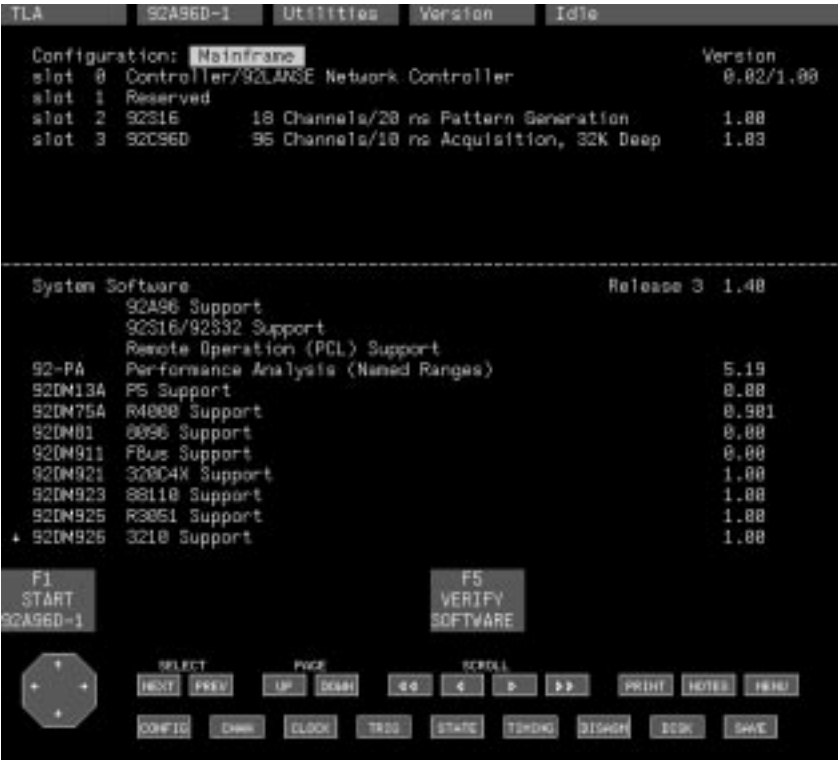 TLA 92A96D-1 Utilities Version Idle
Configuration: Mainframe Version
slot 0 Controller/92LANSE Network Controller 0.02/1.00
slot 1 Reserved
slot 2 92S16 18 Channels/20 ns Pattern Generation 1.00
slot 3 92C96D 96 Channels/10 ns Acquisition, 32K Deep 1.03
System Software Release 3 1.40
92A96 Support
92S16/92S32 Support
Remote Operation (PCL) Support
92-PA Performance Analysis (Named Ranges) 5.19
92DM13A P5 Support 0.00
92DM75A R4000 Support 0.901
92DM81 8096 Support 0.00
92DM911 FBus Support 0.00
92DM921 320C4X Support 1.00
92DM923 88110 Support 1.00
92DM925 R3051 Support 1.00
92DM926 3210 Support 1.00
F1 F5
START VERIFY
92A96D-1 SOFTWARE
SELECT PAGE SCROLL
NEXT PREV UP DOWN PRINT NOTES MENU
CONFIG CHAN CLOCK TRIG STATE TIMING DISASM DISK SAVE